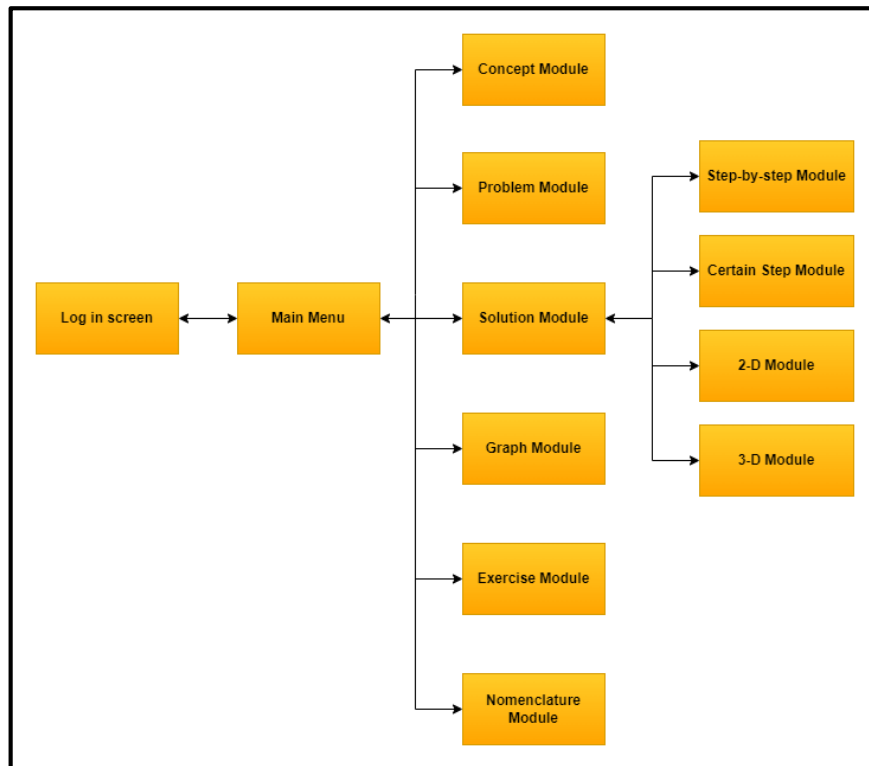 Concept Module
Problem Module
Step-by-step Module
Certain Step Module
Log in screen
Main Menu
Solution Module
2-D Module
Graph Module
3-D Module
Exercise Module
Nomenclature
Module